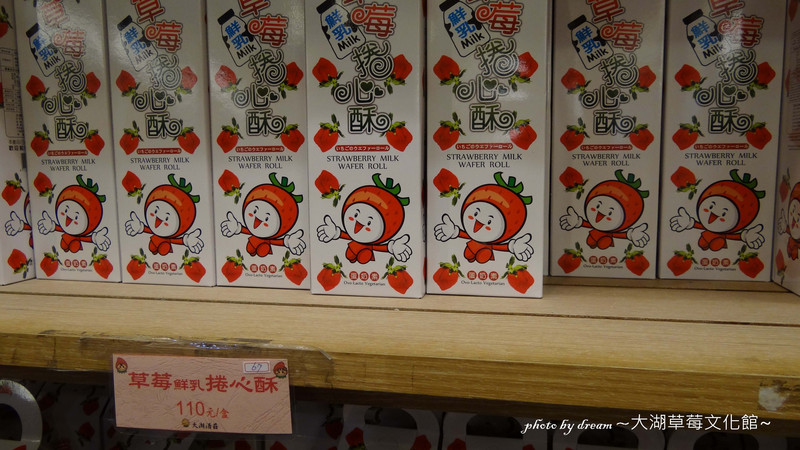 鮮乳
Milk
草莓
捲心酥
いちごのウエファーロール
STRAWBERRY MILK
WAFER ROLL
蛋奶素
Ovo-Lacto Vegetarian
67
草莓鮮乳捲心酥
110元/盒
大湖酒莊
photo by dream ～大湖草莓文化館～